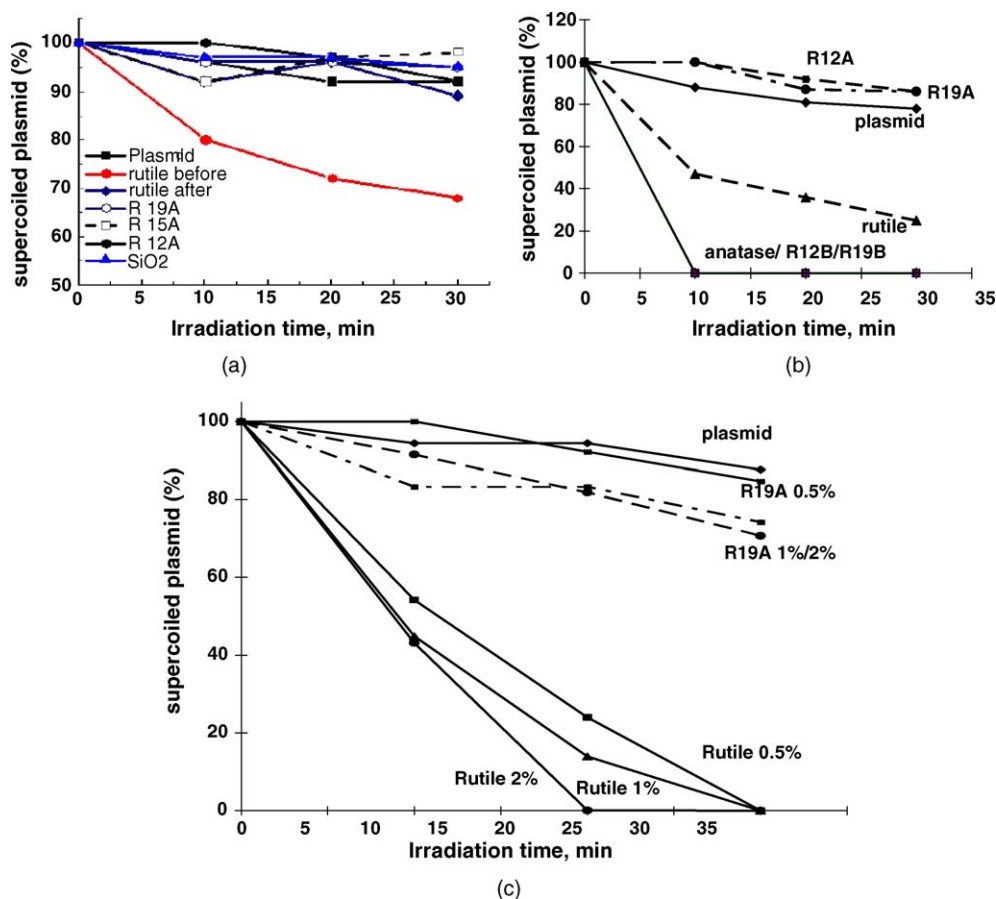 supercoiled plasmid (%)
100
90
80
70
60
50
Plasmid
rutile before
rutile after
R 19A
R 15A
R 12A
SiO2
0 5 10 15 20 25 30
Irradiation time, min
(a)
supercoiled plasmid (%)
100
80
60
40
20
0
R12A
R19A
plasmid
rutile
anatase/ R12B/R19B
0 5 10 15 20 25 30 35
Irradiation time, min
(b)
supercoiled plasmid (%)
100
80
60
40
20
0
plasmid
R19A 0.5%
R19A 1%/2%
Rutile 0.5%
Rutile 2%
Rutile 1%
0 5 10 15 20 25 30 35
Irradiation time, min
(c)